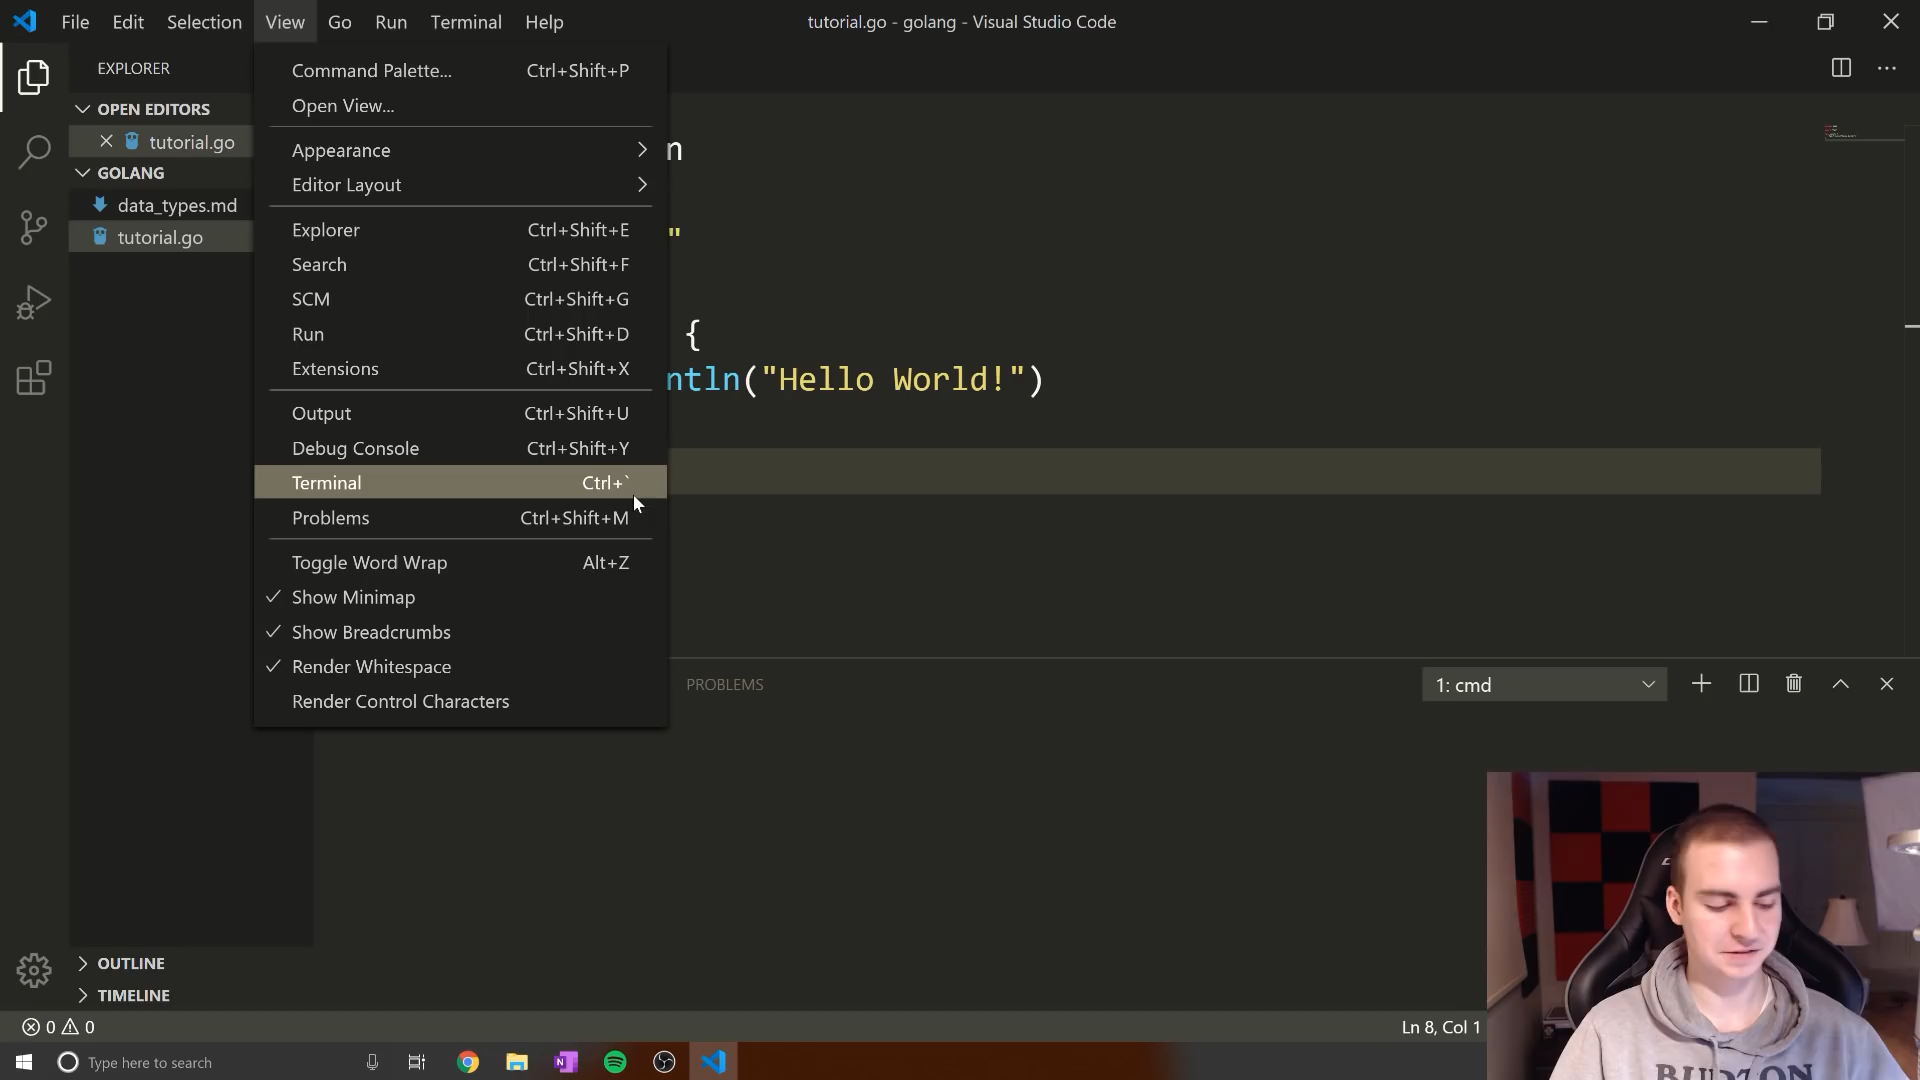 File Edit Selection View Go Run Terminal Help
tutorial.go - golang - Visual Studio Code
EXPLORER
OPEN EDITORS
tutorial.go
GOLANG
data_types.md
tutorial.go
Command Palette... Ctrl+Shift+P
Open View...
Appearance
Editor Layout
Explorer Ctrl+Shift+E
Search Ctrl+Shift+F
SCM Ctrl+Shift+G
Run Ctrl+Shift+D
Extensions Ctrl+Shift+X
Output Ctrl+Shift+U
Debug Console Ctrl+Shift+Y
Terminal Ctrl+`
Problems Ctrl+Shift+M
Toggle Word Wrap Alt+Z
Show Minimap
Show Breadcrumbs
Render Whitespace
Render Control Characters
n
"
{
ntln("Hello World!")
PROBLEMS
1: cmd
OUTLINE
TIMELINE
0 0
Ln 8, Col 1
Type here to search